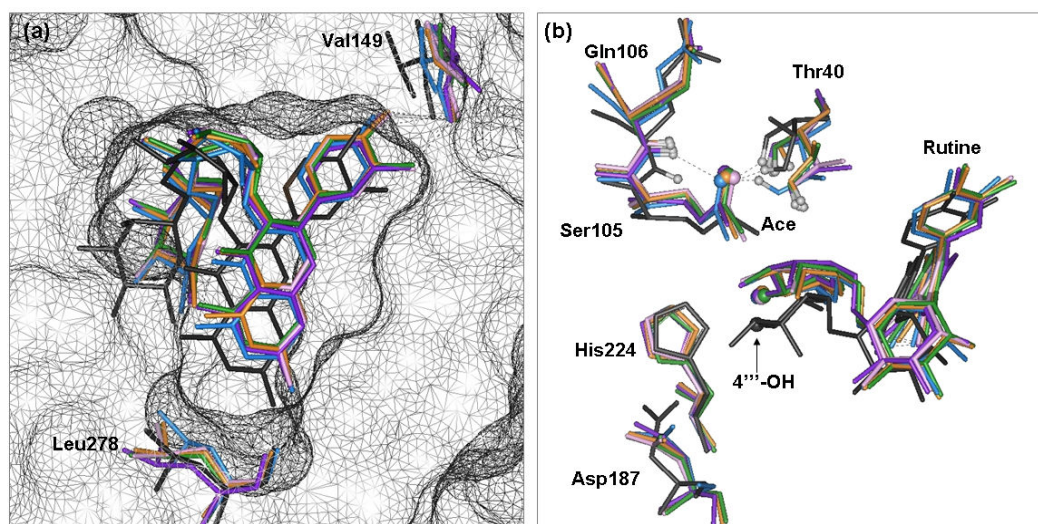 (a)
Val149
Leu278
(b)
Gln106
Thr40
Rutine
Ser105
Ace
His224
4’’’-OH
Asp187